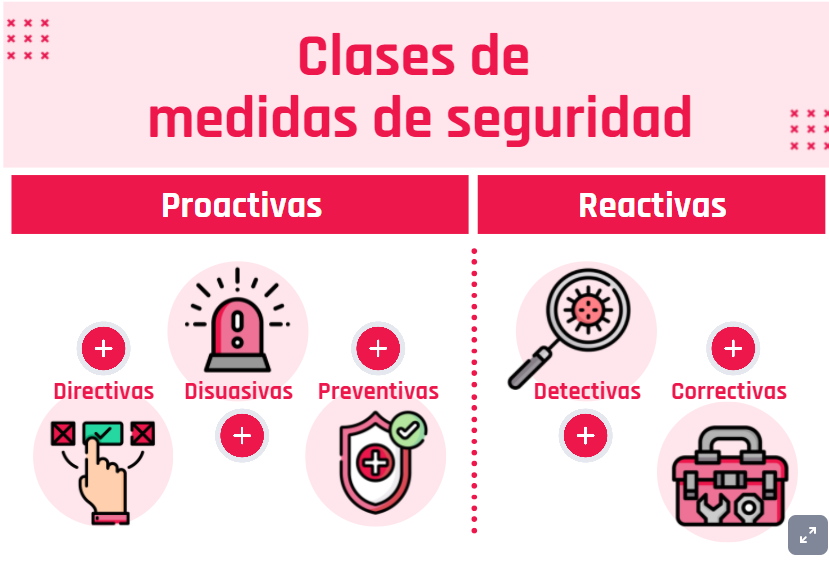 Clases de
medidas de seguridad
Proactivas
Reactivas
Directivas
Disuasivas
Preventivas
Detectivas
Correctivas